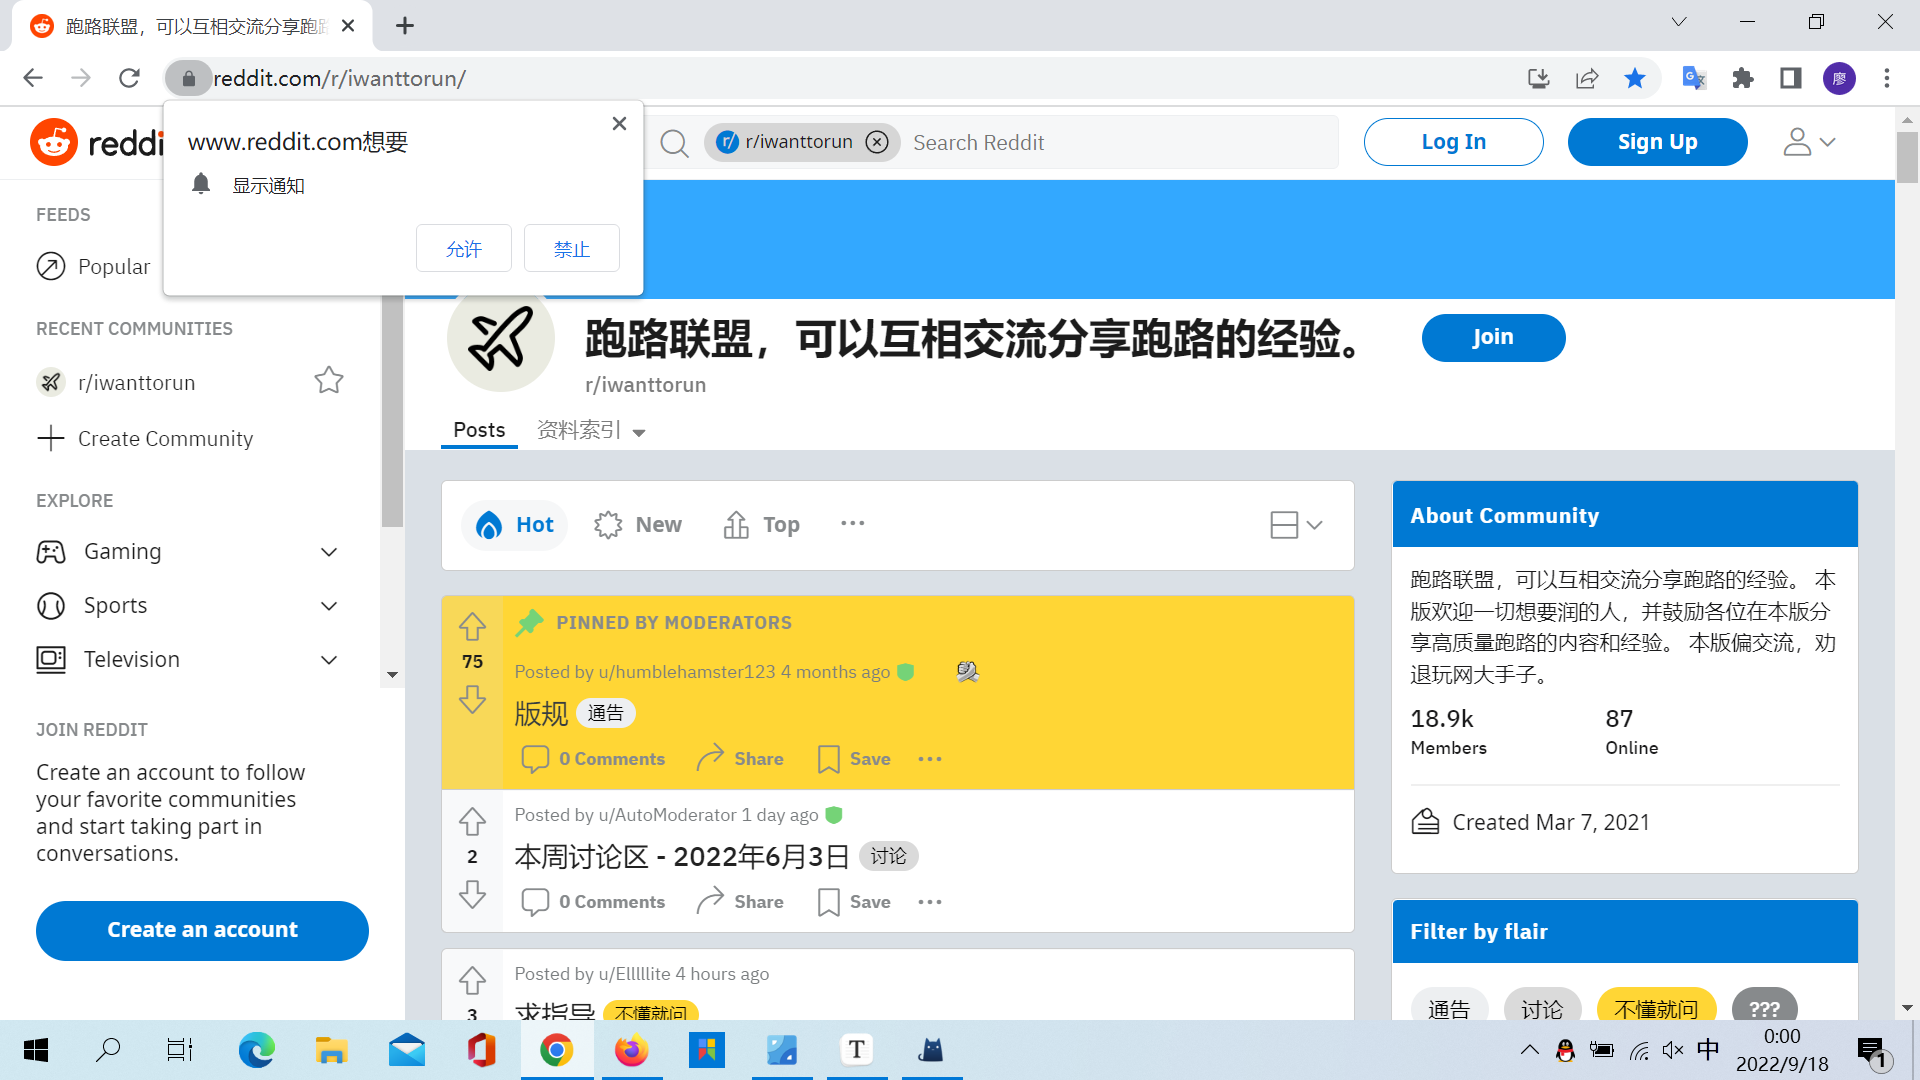 跑路联盟，可以互相交流分享跑路
reddit.com/r/iwanttorun/
廖
reddi
www.reddit.com想要
显示通知
允许
禁止
r/iwanttorun
Search Reddit
Log In
Sign Up
FEEDS
Popular
RECENT COMMUNITIES
r/iwanttorun
Create Community
EXPLORE
Gaming
Sports
Television
JOIN REDDIT
Create an account to follow
your favorite communities
and start taking part in
conversations.
Create an account
跑路联盟，可以互相交流分享跑路的经验。
Join
r/iwanttorun
Posts
资料索引
Hot
New
Top
PINNED BY MODERATORS
75
Posted by u/humblehamster123 4 months ago
版规 通告
0 Comments Share Save
Posted by u/AutoModerator 1 day ago
2
本周讨论区 - 2022年6月3日 讨论
0 Comments Share Save
Posted by u/Elllllite 4 hours ago
3
求指导 不懂就问
About Community
跑路联盟，可以互相交流分享跑路的经验。 本
版欢迎一切想要润的人，并鼓励各位在本版分
享高质量跑路的内容和经验。 本版偏交流，劝
退玩网大手子。
18.9k 87
Members Online
Created Mar 7, 2021
Filter by flair
通告 讨论 不懂就问 ???
中
0:00
2022/9/18
1